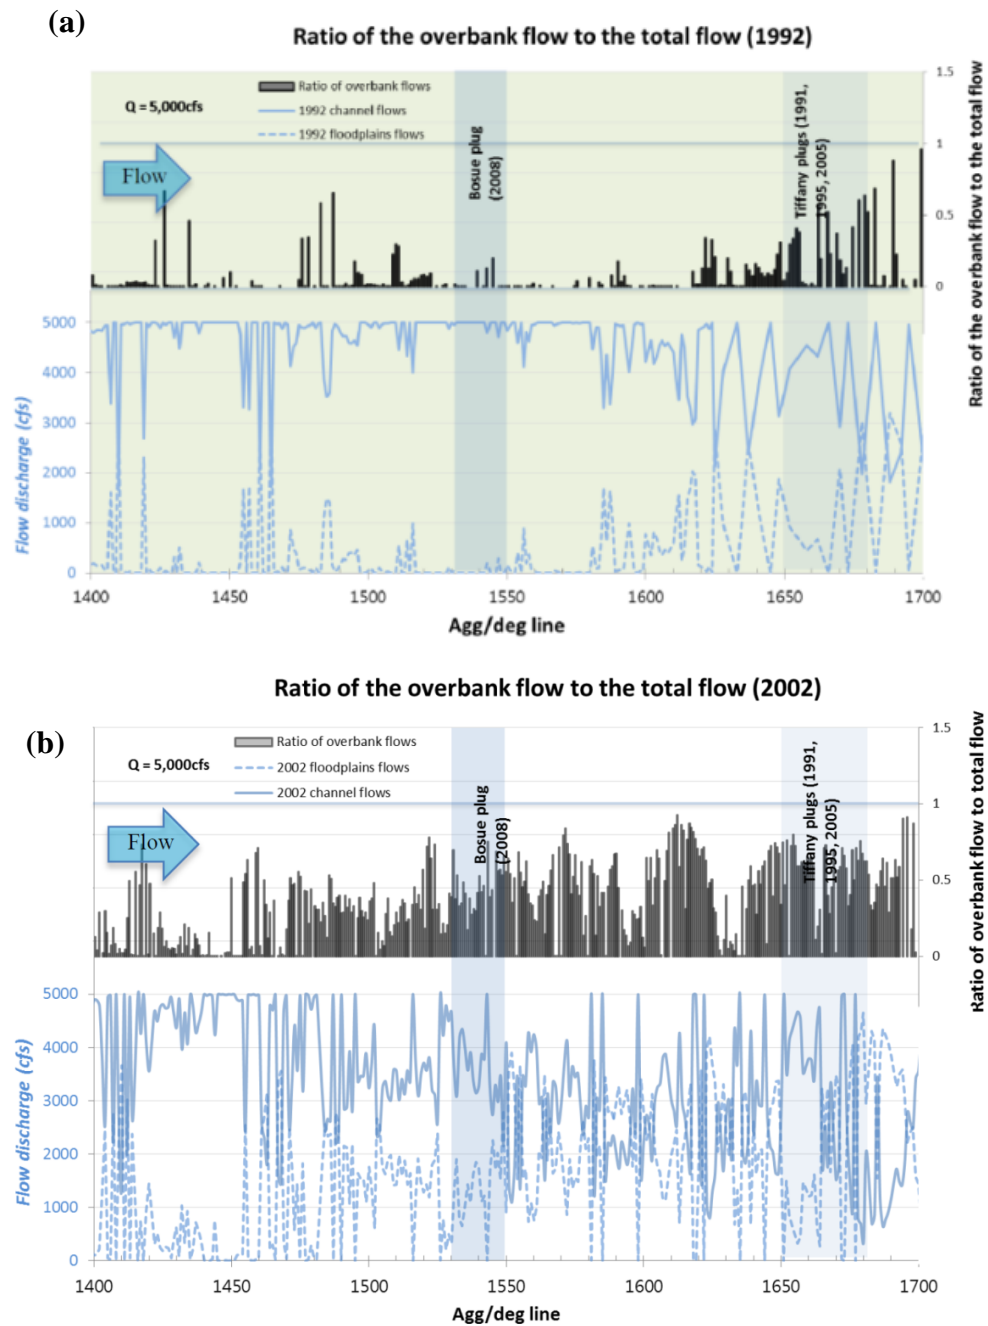 (a)
Ratio of the overbank flow to the total flow (1992)
Q = 5,000cfs
Ratio of overbank flows
1992 channel flows
1992 floodplains flows
Flow
Bosue plug
(2008)
Tiffany plugs (1991,
1995, 2005)
1.5
1
0.5
0
Ratio of the overbank flow to the total flow
5000
4000
3000
2000
1000
0
Flow discharge (cfs)
1400 1450 1500 1550 1600 1650 1700
Agg/deg line
Ratio of the overbank flow to the total flow (2002)
(b)
Q = 5,000cfs
Ratio of overbank flows
2002 floodplains flows
2002 channel flows
Flow
Bosue plug
(2008)
Tiffany plugs (1991,
1995, 2005)
1.5
1
0.5
0
Ratio of overbank flow to total flow
5000
4000
3000
2000
1000
0
Flow discharge (cfs)
1400 1450 1500 1550 1600 1650 1700
Agg/deg line